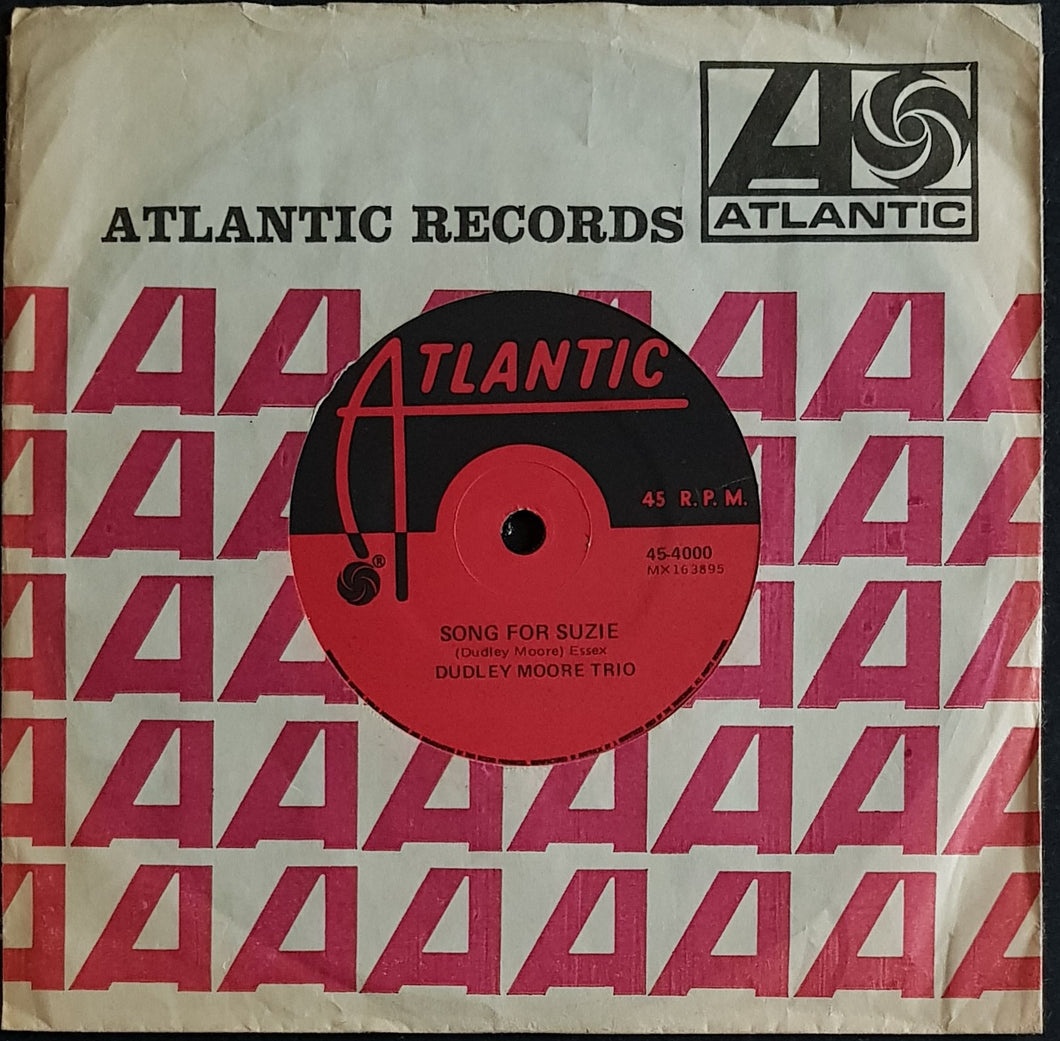 ATLANTIC RECORDS
A
ATLANTIC
ATLANTIC
45 R.P.M.
45-4000
MX163895
®
SONG FOR SUZIE
(Dudley Moore) Essex
DUDLEY MOORE TRIO